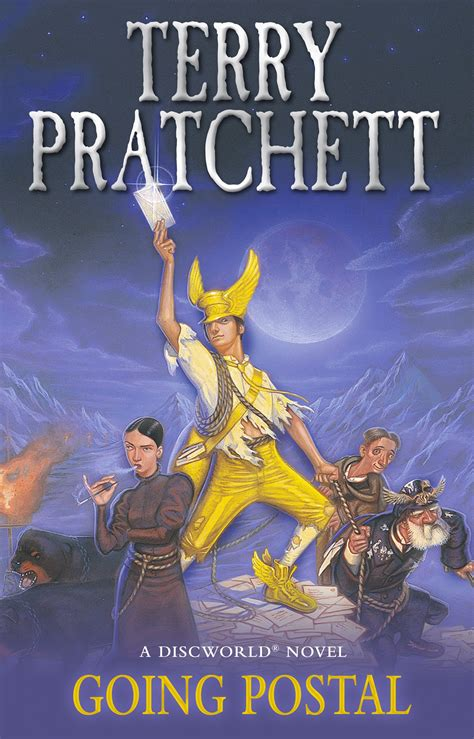 TERRY
PRATCHETT
A DISCWORLD® NOVEL
GOING POSTAL